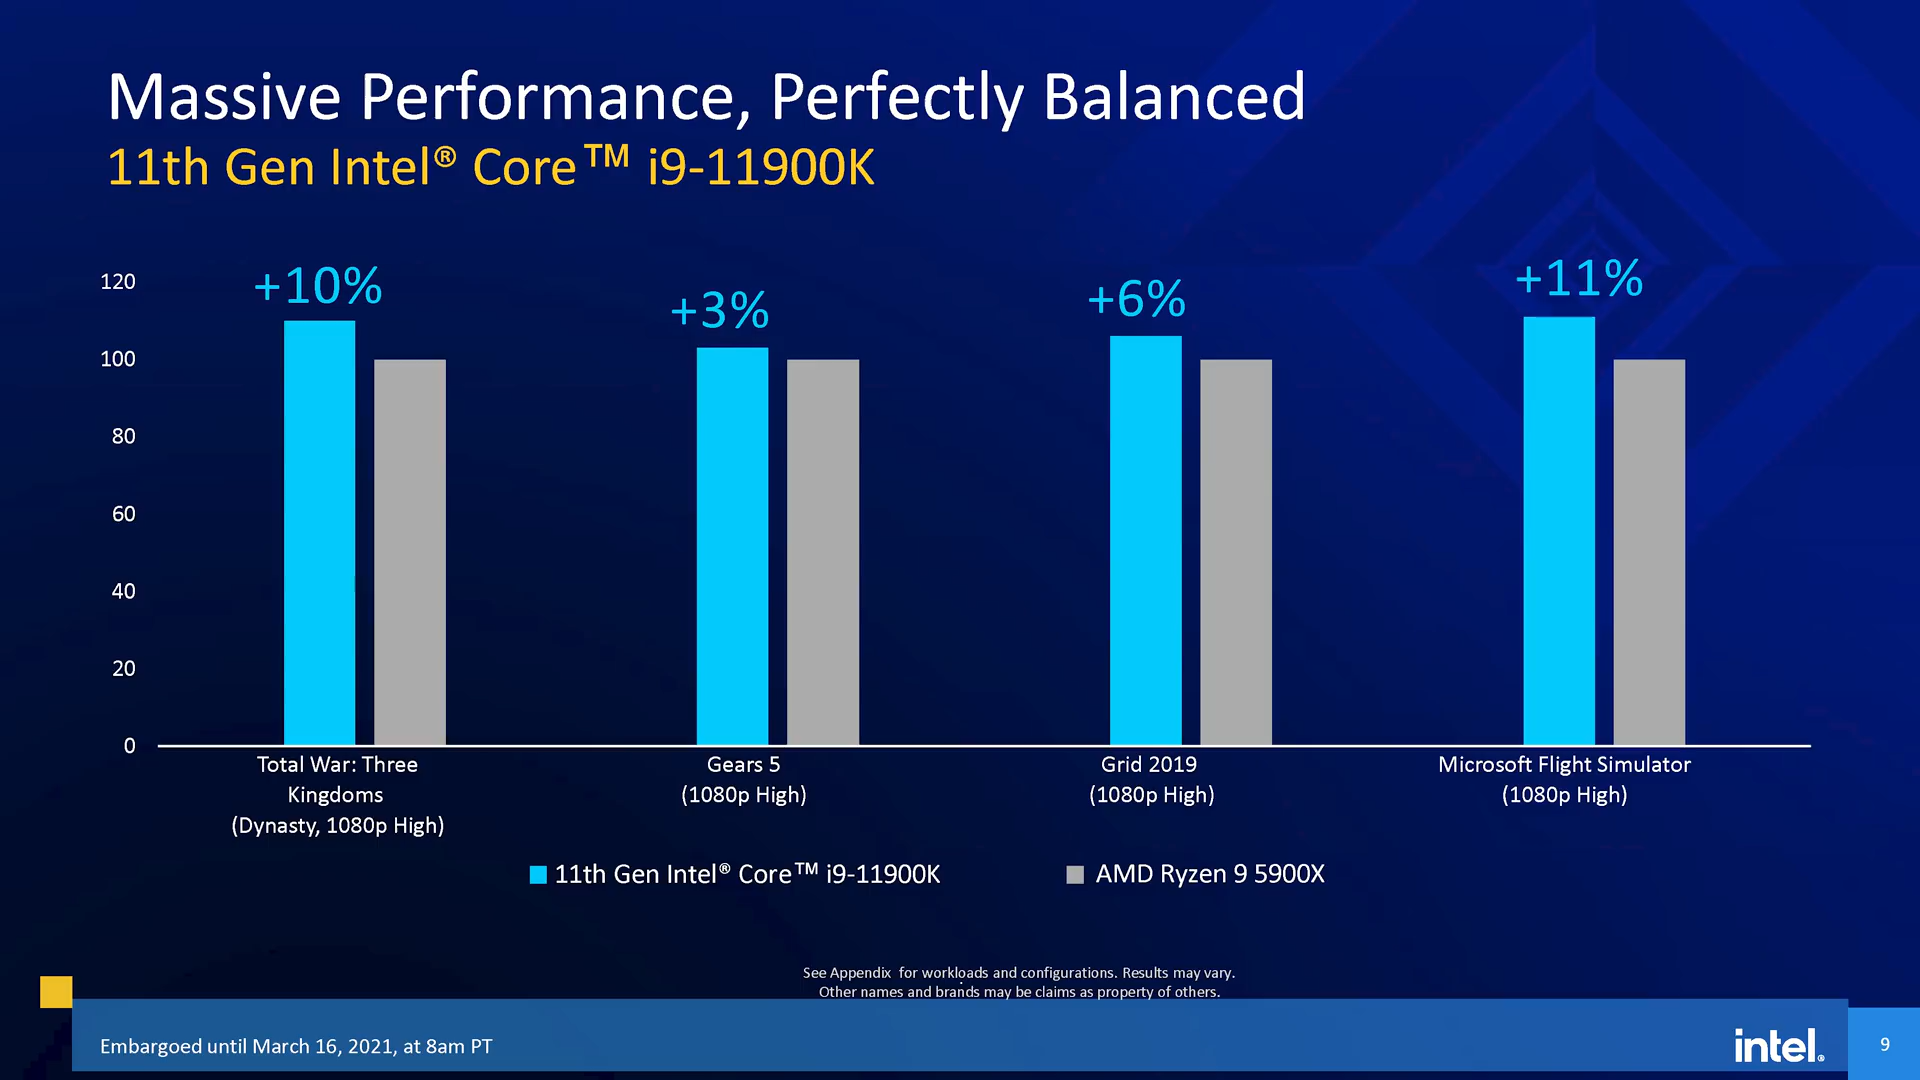 Massive Performance, Perfectly Balanced
11th Gen Intel® Core™ i9-11900K
120
100
80
60
40
20
0
+10%
+3%
+6%
+11%
Total War: Three
Kingdoms
(Dynasty, 1080p High)
Gears 5
(1080p High)
Grid 2019
(1080p High)
Microsoft Flight Simulator
(1080p High)
11th Gen Intel® Core™ i9-11900K
AMD Ryzen 9 5900X
See Appendix for workloads and configurations. Results may vary.
Other names and brands may be claims as property of others.
Embargoed until March 16, 2021, at 8am PT
intel®
9